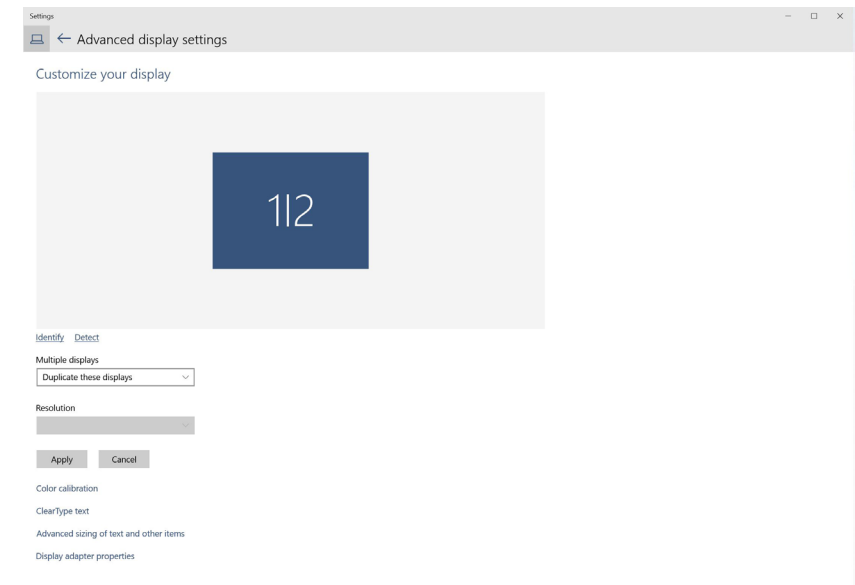 Settings
Advanced display settings
Customize your display
1|2
Identify Detect
Multiple displays
Duplicate these displays
Resolution
Apply Cancel
Color calibration
ClearType text
Advanced sizing of text and other items
Display adapter properties